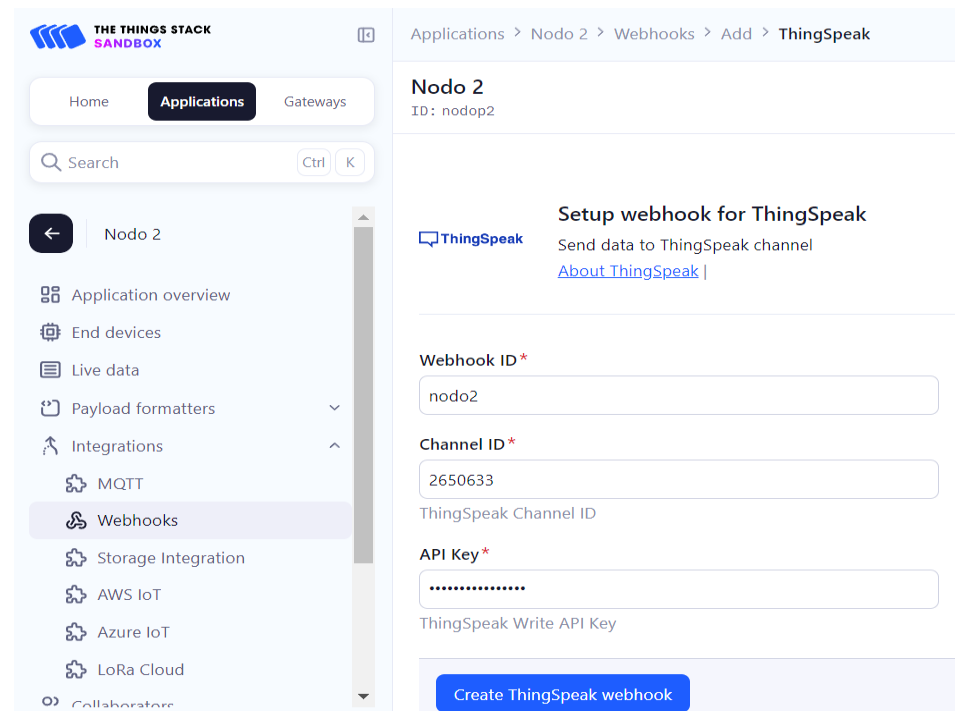 THE THINGS STACK
SANDBOX
Home
Applications
Gateways
Search
Ctrl
K
Nodo 2
Application overview
End devices
Live data
Payload formatters
Integrations
MQTT
Webhooks
Storage Integration
AWS IoT
Azure IoT
LoRa Cloud
Collaborators
Applications > Nodo 2 > Webhooks > Add > ThingSpeak
Nodo 2
ID: nodop2
ThingSpeak
Setup webhook for ThingSpeak
Send data to ThingSpeak channel
About ThingSpeak |
Webhook ID*
nodo2
Channel ID*
2650633
ThingSpeak Channel ID
API Key*
••••••••••••••••
ThingSpeak Write API Key
Create ThingSpeak webhook